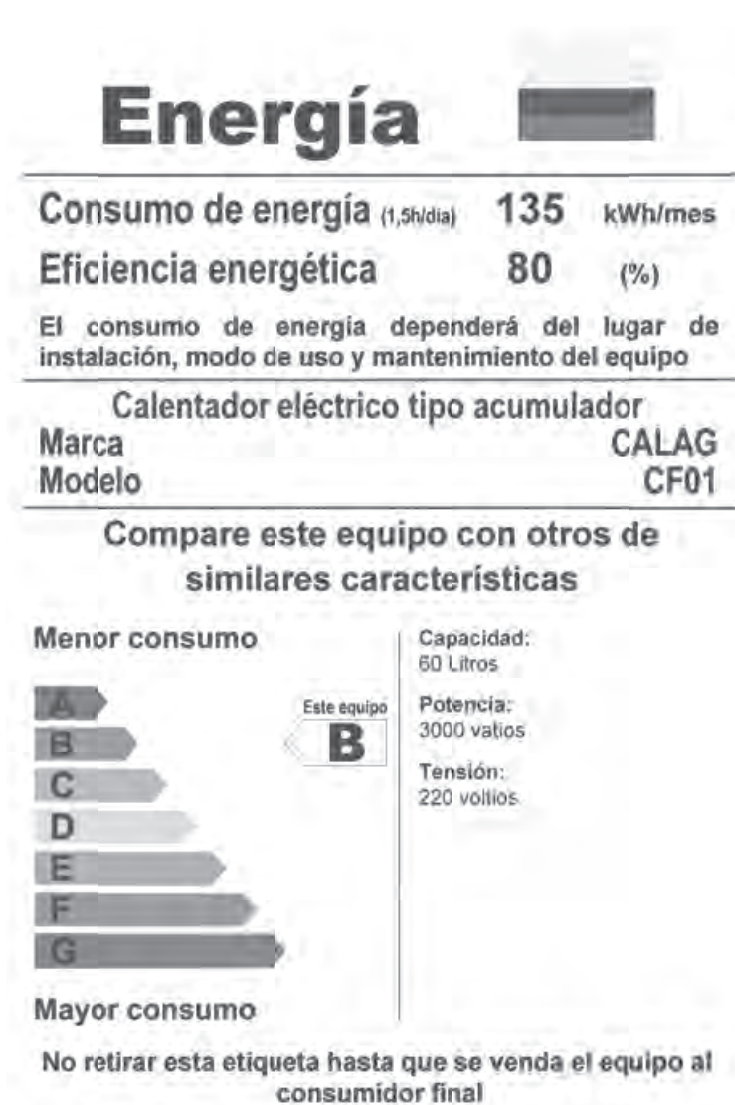 Energía
Consumo de energía (1,5h/dia) 135 kWh/mes
Eficiencia energética 80 (%)
El consumo de energía dependerá del lugar de
instalación, modo de uso y mantenimiento del equipo
Calentador eléctrico tipo acumulador
Marca CALAG
Modelo CF01
Compare este equipo con otros de
similares características
Menor consumo
A
B
C
D
E
F
G
Mayor consumo
Este equipo
B
Capacidad:
60 Litros
Potencia:
3000 vatios
Tensión:
220 voltios
No retirar esta etiqueta hasta que se venda el equipo al
consumidor final